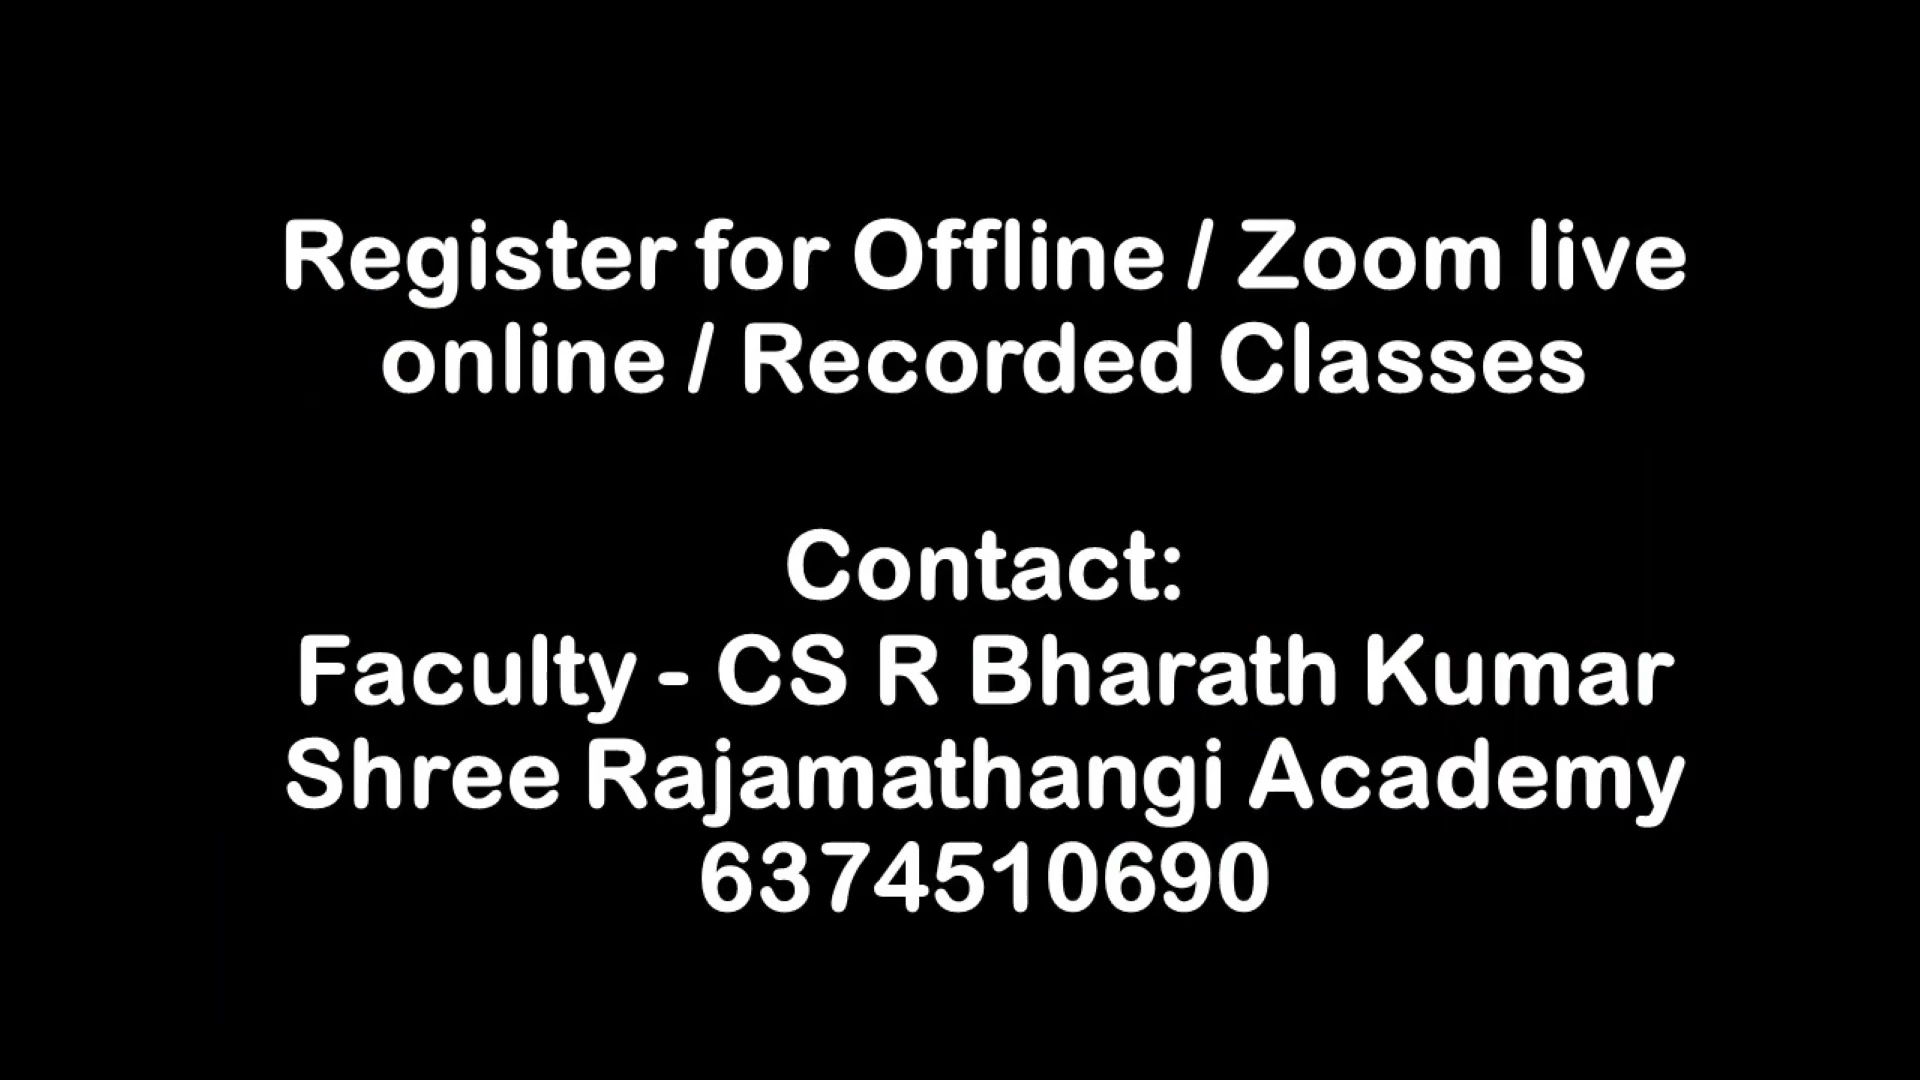 Register for Offline / Zoom live
online / Recorded Classes
Contact:
Faculty - CS R Bharath Kumar
Shree Rajamathangi Academy
6374510690